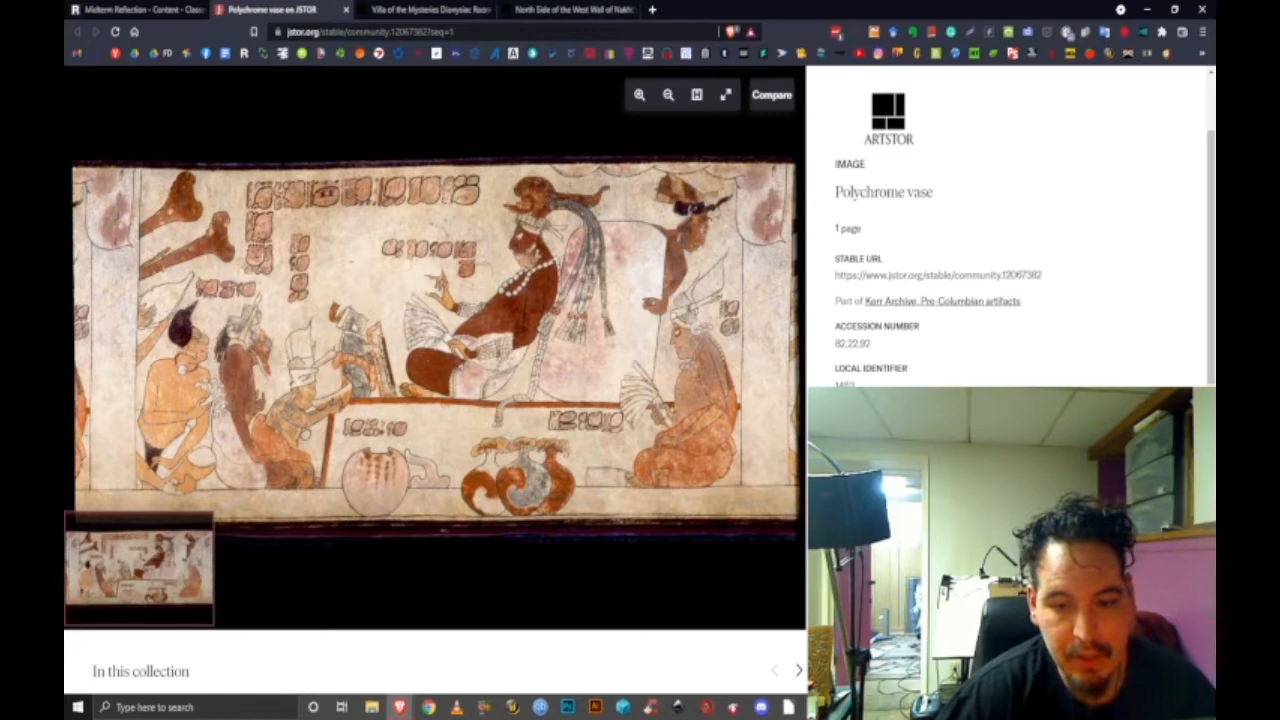 Midterm Reflection - Content - Class
Polychrome vase on JSTOR
Villa of the Mysteries Dionysiac Room
North Side of the West Wall of Nakh
jstor.org/stable/community.12067382?seq=1
Compare
ARTSTOR
IMAGE
Polychrome vase
1 page
STABLE URL
https://www.jstor.org/stable/community.12067382
Part of Kerr Archive, Pre-Columbian artifacts
ACCESSION NUMBER
82.22.92
LOCAL IDENTIFIER
1453
In this collection
Type here to search